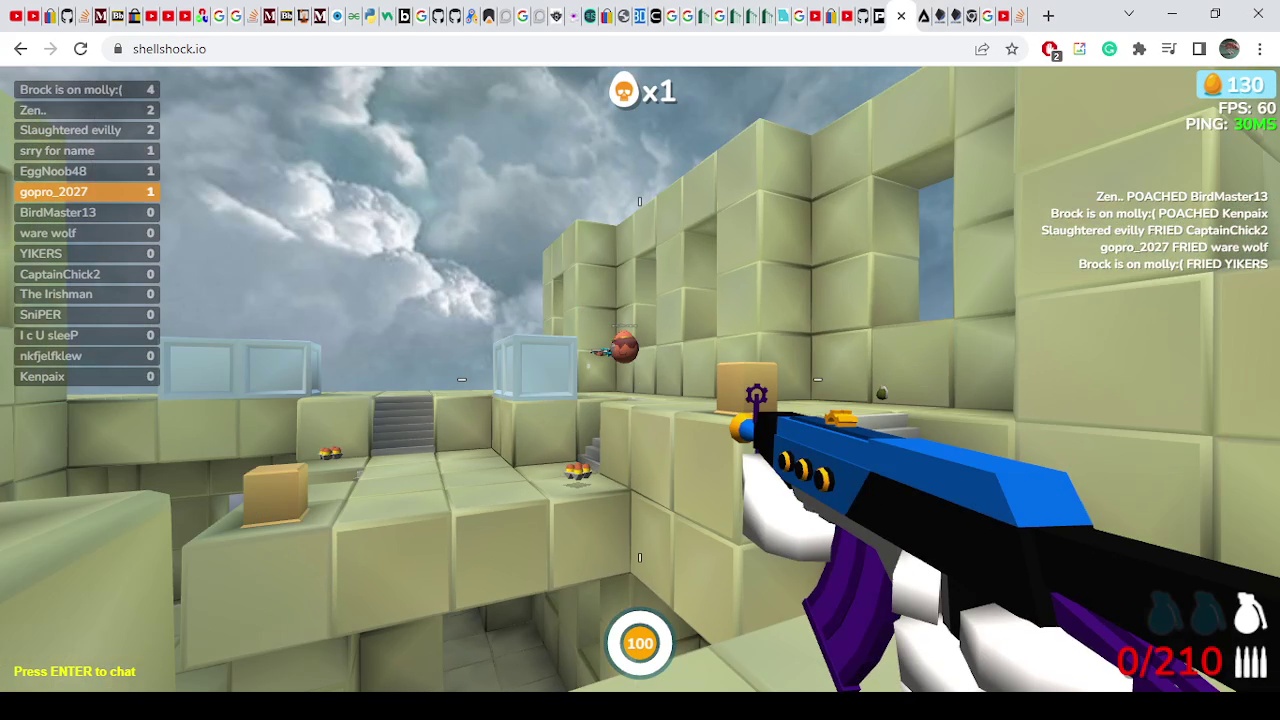 shellshock.io
2
x1
130
FPS: 60
PING: 30MS
Brock is on molly:( 4
Zen.. 2
Slaughtered evilly 2
srry for name 1
EggNoob48 1
gopro_2027 1
BirdMaster13 0
ware wolf 0
YIKERS 0
CaptainChick2 0
The Irishman 0
SniPER 0
I c U sleeP 0
nkfjelfklew 0
Kenpaix 0
Zen.. POACHED BirdMaster13
Brock is on molly:( POACHED Kenpaix
Slaughtered evilly FRIED CaptainChick2
gopro_2027 FRIED ware wolf
Brock is on molly:( FRIED YIKERS
100
0/210
Press ENTER to chat